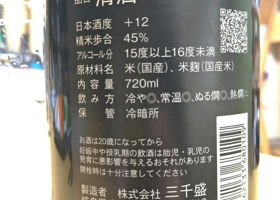 品目 清酒
日本酒度 +12
精米歩合 45%
アルコール分 15度以上16度未満
原材料名 米(国産)、米麹(国産米)
内容量 720ml
飲み方 冷や◎、常温◎、ぬる燗◎、熱燗△
保管 冷暗所
お酒は20歳になってから
妊娠中や授乳期の飲酒は胎児・乳児の
発育に悪影響を与えるおそれがあります
開栓時は十分注意してください
製造者 株式会社 三千盛